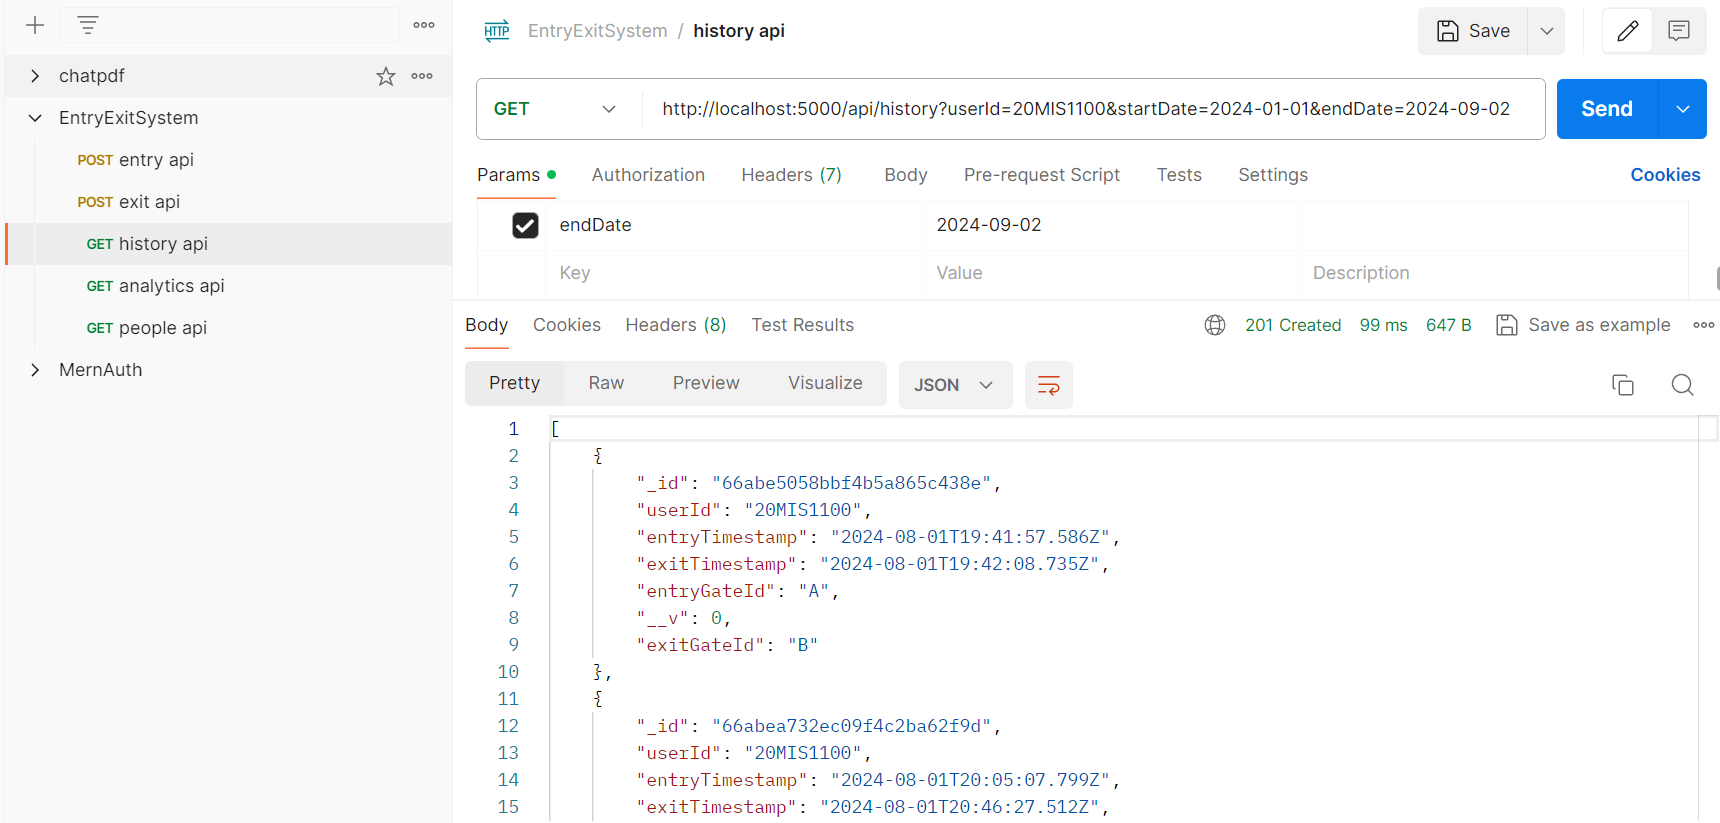 chatpdf
EntryExitSystem
POST entry api
POST exit api
GET history api
GET analytics api
GET people api
MernAuth
HTTP EntryExitSystem / history api
Save
GET http://localhost:5000/api/history?userId=20MIS1100&startDate=2024-01-01&endDate=2024-09-02
Send
Params Authorization Headers (7) Body Pre-request Script Tests Settings Cookies
endDate 2024-09-02
Key Value Description
Body Cookies Headers (8) Test Results 201 Created 99 ms 647 B Save as example
Pretty Raw Preview Visualize JSON
1 [
2 {
3 "_id": "66abe5058bbf4b5a865c438e",
4 "userId": "20MIS1100",
5 "entryTimestamp": "2024-08-01T19:41:57.586Z",
6 "exitTimestamp": "2024-08-01T19:42:08.735Z",
7 "entryGateId": "A",
8 "__v": 0,
9 "exitGateId": "B"
10 },
11 {
12 "_id": "66abea732ec09f4c2ba62f9d",
13 "userId": "20MIS1100",
14 "entryTimestamp": "2024-08-01T20:05:07.799Z",
15 "exitTimestamp": "2024-08-01T20:46:27.512Z",